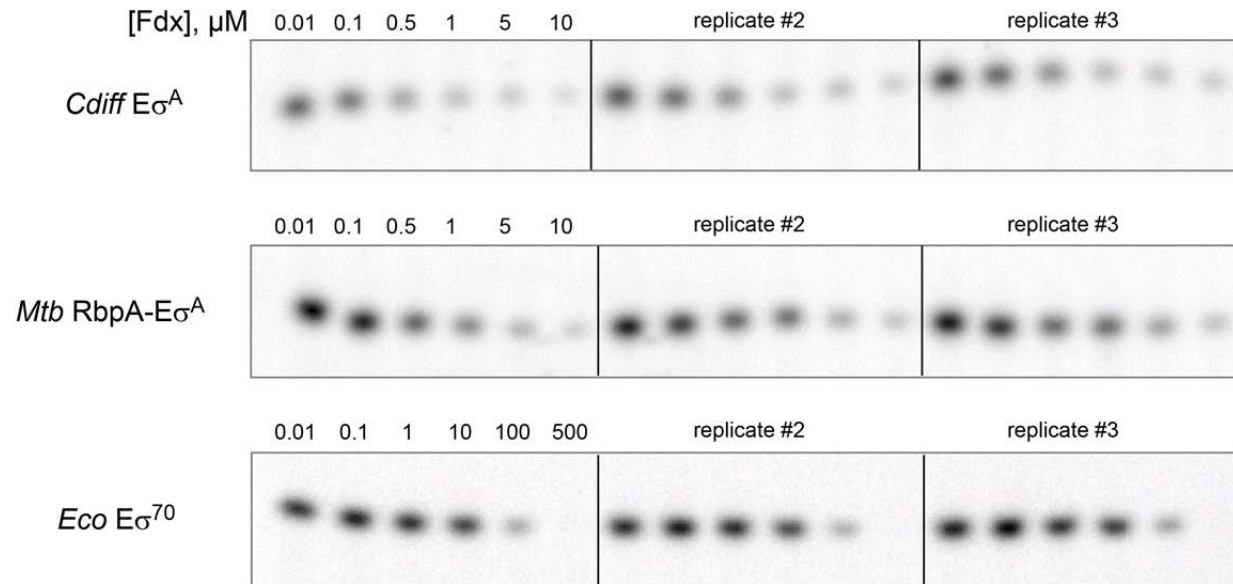 [Fdx], µM 0.01 0.1 0.5 1 5 10 replicate #2 replicate #3
Cdiff Eσᴬ
0.01 0.1 0.5 1 5 10 replicate #2 replicate #3
Mtb RbpA-Eσᴬ
0.01 0.1 1 10 100 500 replicate #2 replicate #3
Eco Eσ⁷⁰